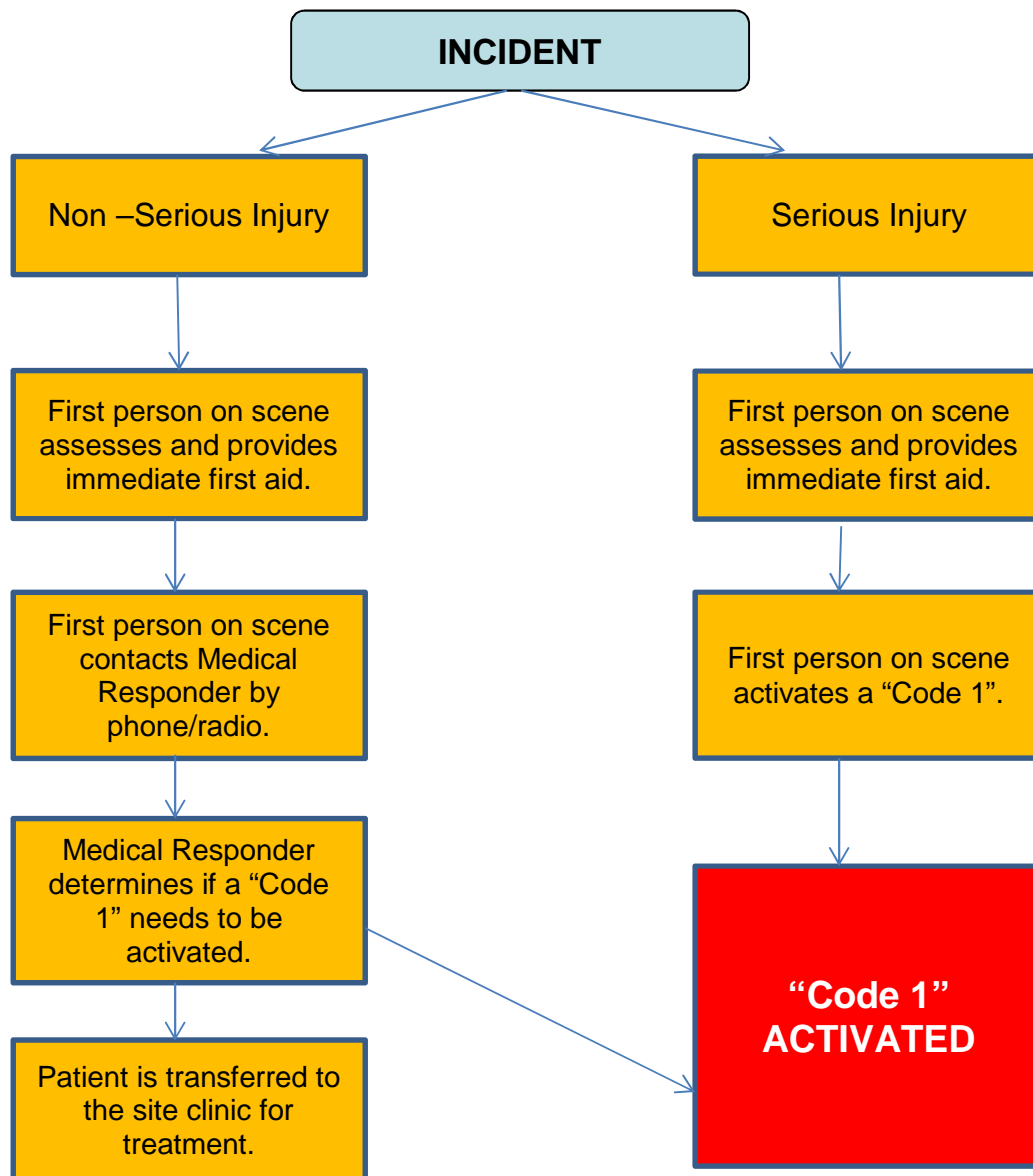 INCIDENT
Non –Serious Injury
Serious Injury
First person on scene
assesses and provides
immediate first aid.
First person on scene
assesses and provides
immediate first aid.
First person on scene
contacts Medical
Responder by
phone/radio.
First person on scene
activates a “Code 1”.
Medical Responder
determines if a “Code
1” needs to be
activated.
“Code 1”
ACTIVATED
Patient is transferred to
the site clinic for
treatment.